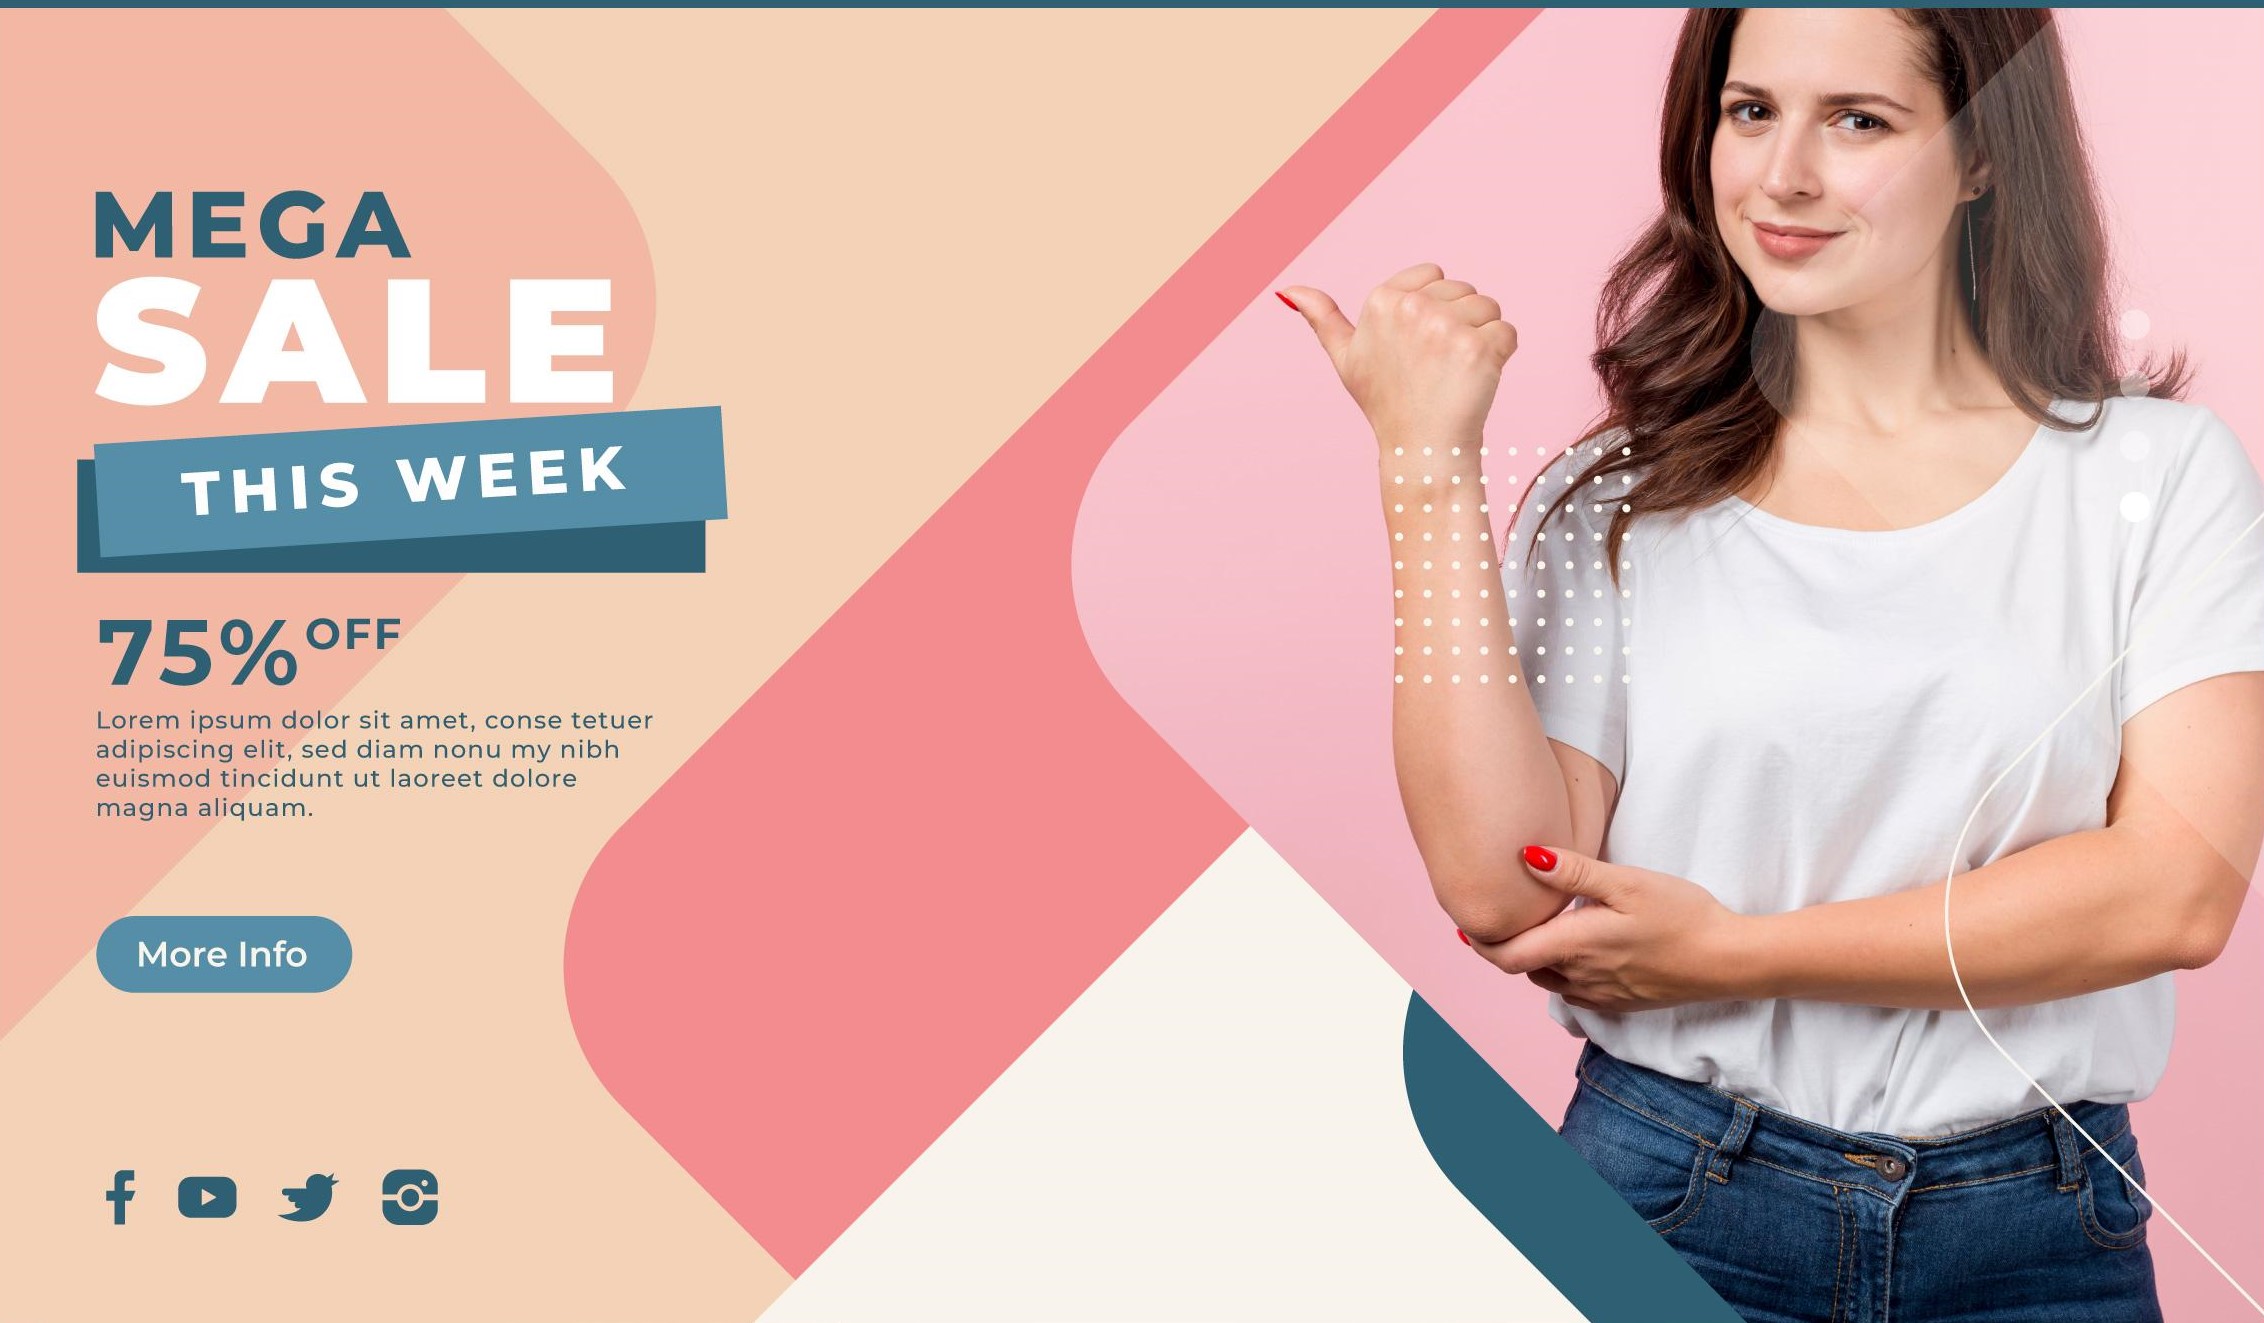 MEGA
SALE
THIS WEEK
75% OFF
Lorem ipsum dolor sit amet, conse tetuer
adipiscing elit, sed diam nonu my nibh
euismod tincidunt ut laoreet dolore
magna aliquam.
More Info